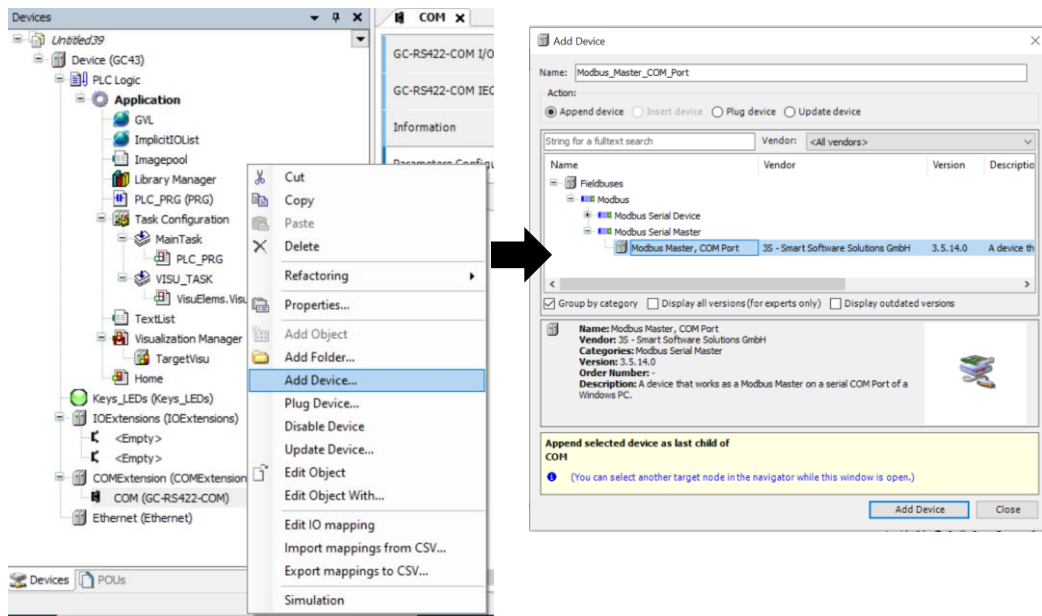 Devices
Untitled39
Device (GC43)
PLC Logic
Application
GVL
ImplicitIOList
Imagepool
Library Manager
PLC_PRG (PRG)
Task Configuration
MainTask
PLC_PRG
VISU_TASK
VisuElems.Visu
TextList
Visualization Manager
TargetVisu
Home
Keys_LEDs (Keys_LEDs)
IOExtensions (IOExtensions)
<Empty>
<Empty>
COMExtension (COMExtension
COM (GC-RS422-COM)
Ethernet (Ethernet)
Devices
POUs
COM
GC-RS422-COM I/O
GC-RS422-COM IEC
Information
Parameters Configu
Cut
Copy
Paste
Delete
Refactoring
Properties...
Add Object
Add Folder...
Add Device...
Plug Device...
Disable Device
Update Device...
Edit Object
Edit Object With...
Edit IO mapping
Import mappings from CSV...
Export mappings to CSV...
Simulation
Add Device
Name: Modbus_Master_COM_Port
Action:
Append device Insert device Plug device Update device
String for a fulltext search Vendor: <All vendors>
Name Vendor Version Descriptio
Fieldbuses
Modbus
Modbus Serial Device
Modbus Serial Master
Modbus Master, COM Port 3S - Smart Software Solutions GmbH 3.5.14.0 A device th
Group by category Display all versions (for experts only) Display outdated versions
Name: Modbus Master, COM Port
Vendor: 3S - Smart Software Solutions GmbH
Categories: Modbus Serial Master
Version: 3.5.14.0
Order Number: -
Description: A device that works as a Modbus Master on a serial COM Port of a
Windows PC.
Append selected device as last child of
COM
(You can select another target node in the navigator while this window is open.)
Add Device Close